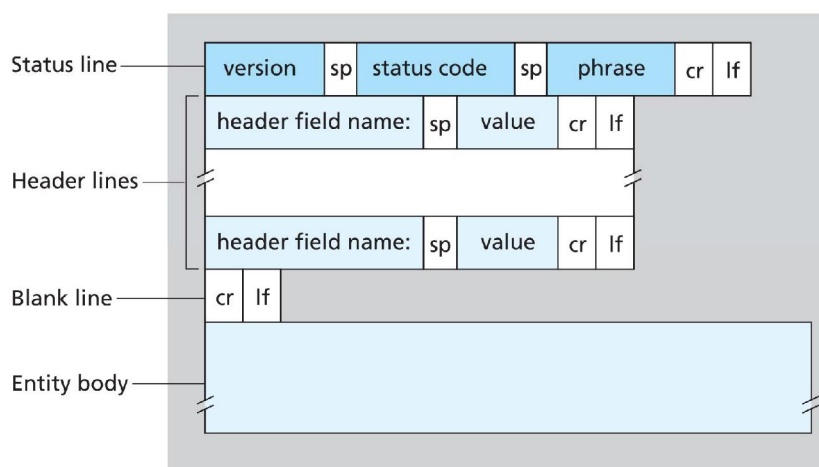 Status line version sp status code sp phrase cr lf
header field name: sp value cr lf
Header lines
header field name: sp value cr lf
Blank line cr lf
Entity body